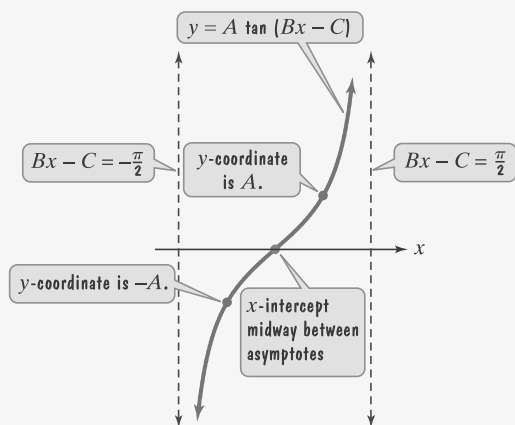 y = A tan (Bx – C)
Bx – C = –π/2
y-coordinate
is A.
Bx – C = π/2
x
y-coordinate is –A.
x-intercept
midway between
asymptotes